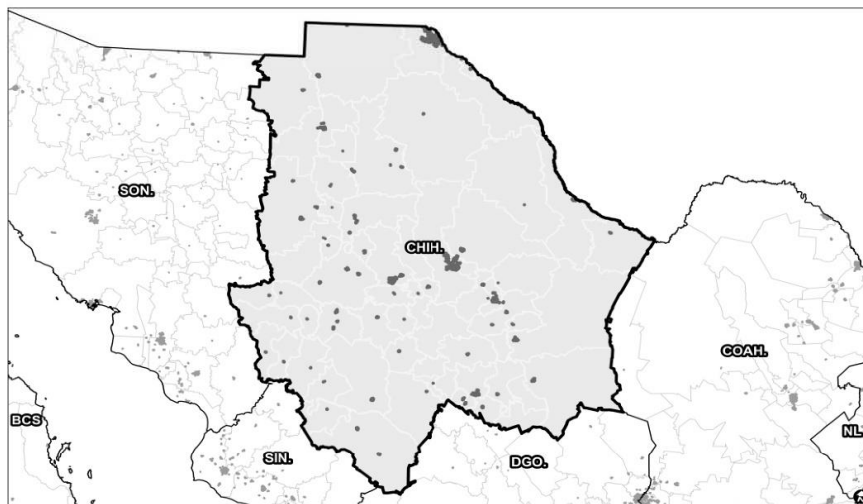 SON.
CHIH.
COAH.
BCS
SIN.
DGO.
NL.